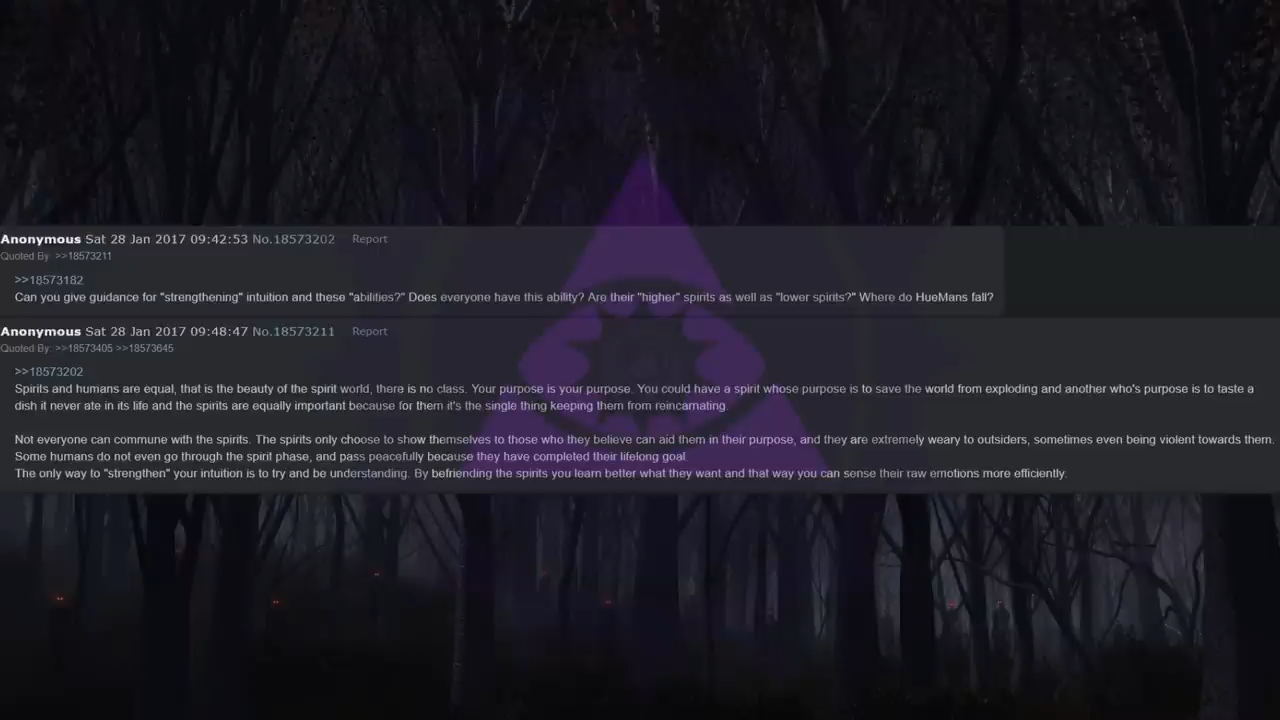 Anonymous Sat 28 Jan 2017 09:42:53 No.18573202 Report
Quoted By: >>18573211
>>18573182
Can you give guidance for "strengthening" intuition and these "abilities?" Does everyone have this ability? Are their "higher" spirits as well as "lower spirits?" Where do HueMans fall?
Anonymous Sat 28 Jan 2017 09:48:47 No.18573211 Report
Quoted By: >>18573405 >>18573645
>>18573202
Spirits and humans are equal, that is the beauty of the spirit world, there is no class. Your purpose is your purpose. You could have a spirit whose purpose is to save the world from exploding and another who's purpose is to taste a
dish it never ate in its life and the spirits are equally important because for them it's the single thing keeping them from reincarnating.
Not everyone can commune with the spirits. The spirits only choose to show themselves to those who they believe can aid them in their purpose, and they are extremely weary to outsiders, sometimes even being violent towards them.
Some humans do not even go through the spirit phase, and pass peacofully because they have completed their lifelong goal.
The only way to "strengthen" your intuition is to try and be understanding. By befriending the spirits you learn better what they want and that way you can sense their raw emotions more efficiently.